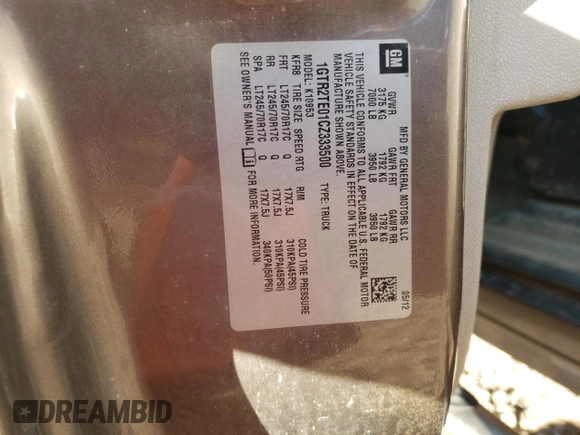 GM
MFD BY GENERAL MOTORS LLC 05/12
GVWR GAWR FRT GAWR RR
3175 KG 1792 KG 1792 KG
7000 LB 3950 LB 3950 LB
THIS VEHICLE CONFORMS TO ALL APPLICABLE U.S. FEDERAL MOTOR
VEHICLE SAFETY STANDARDS IN EFFECT ON THE DATE OF
MANUFACTURE SHOWN ABOVE.
1GTR2TE01CZ333500 TYPE: TRUCK
MODEL: K10953
KFR8 TIRE SIZE SPEED RTG RIM COLD TIRE PRESSURE
FRT LT245/70R17C Q 17X7.5J 310KPA(45PSI)
RR LT245/70R17C Q 17X7.5J 310KPA(45PSI)
SPA LT245/70R17C Q 17X7.5J 340KPA(50PSI)
SEE OWNER'S MANUAL FOR MORE INFORMATION.
DREAMBID